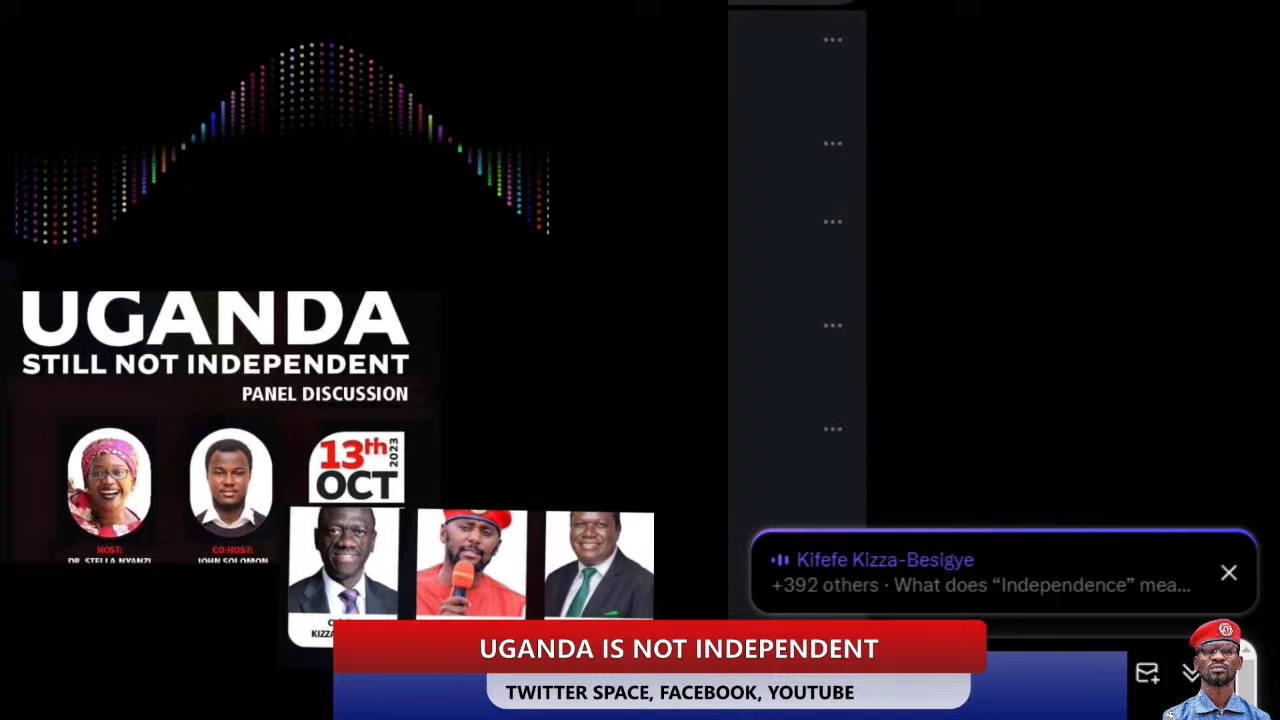 UGANDA
STILL NOT INDEPENDENT
PANEL DISCUSSION
13th
OCT
2023
HOST:
DR. STELLA NYANZI
CO-HOST:
JOHN SOLOMON
Kifefe Kizza-Besigye
+392 others · What does “Independence” mea...
UGANDA IS NOT INDEPENDENT
TWITTER SPACE, FACEBOOK, YOUTUBE